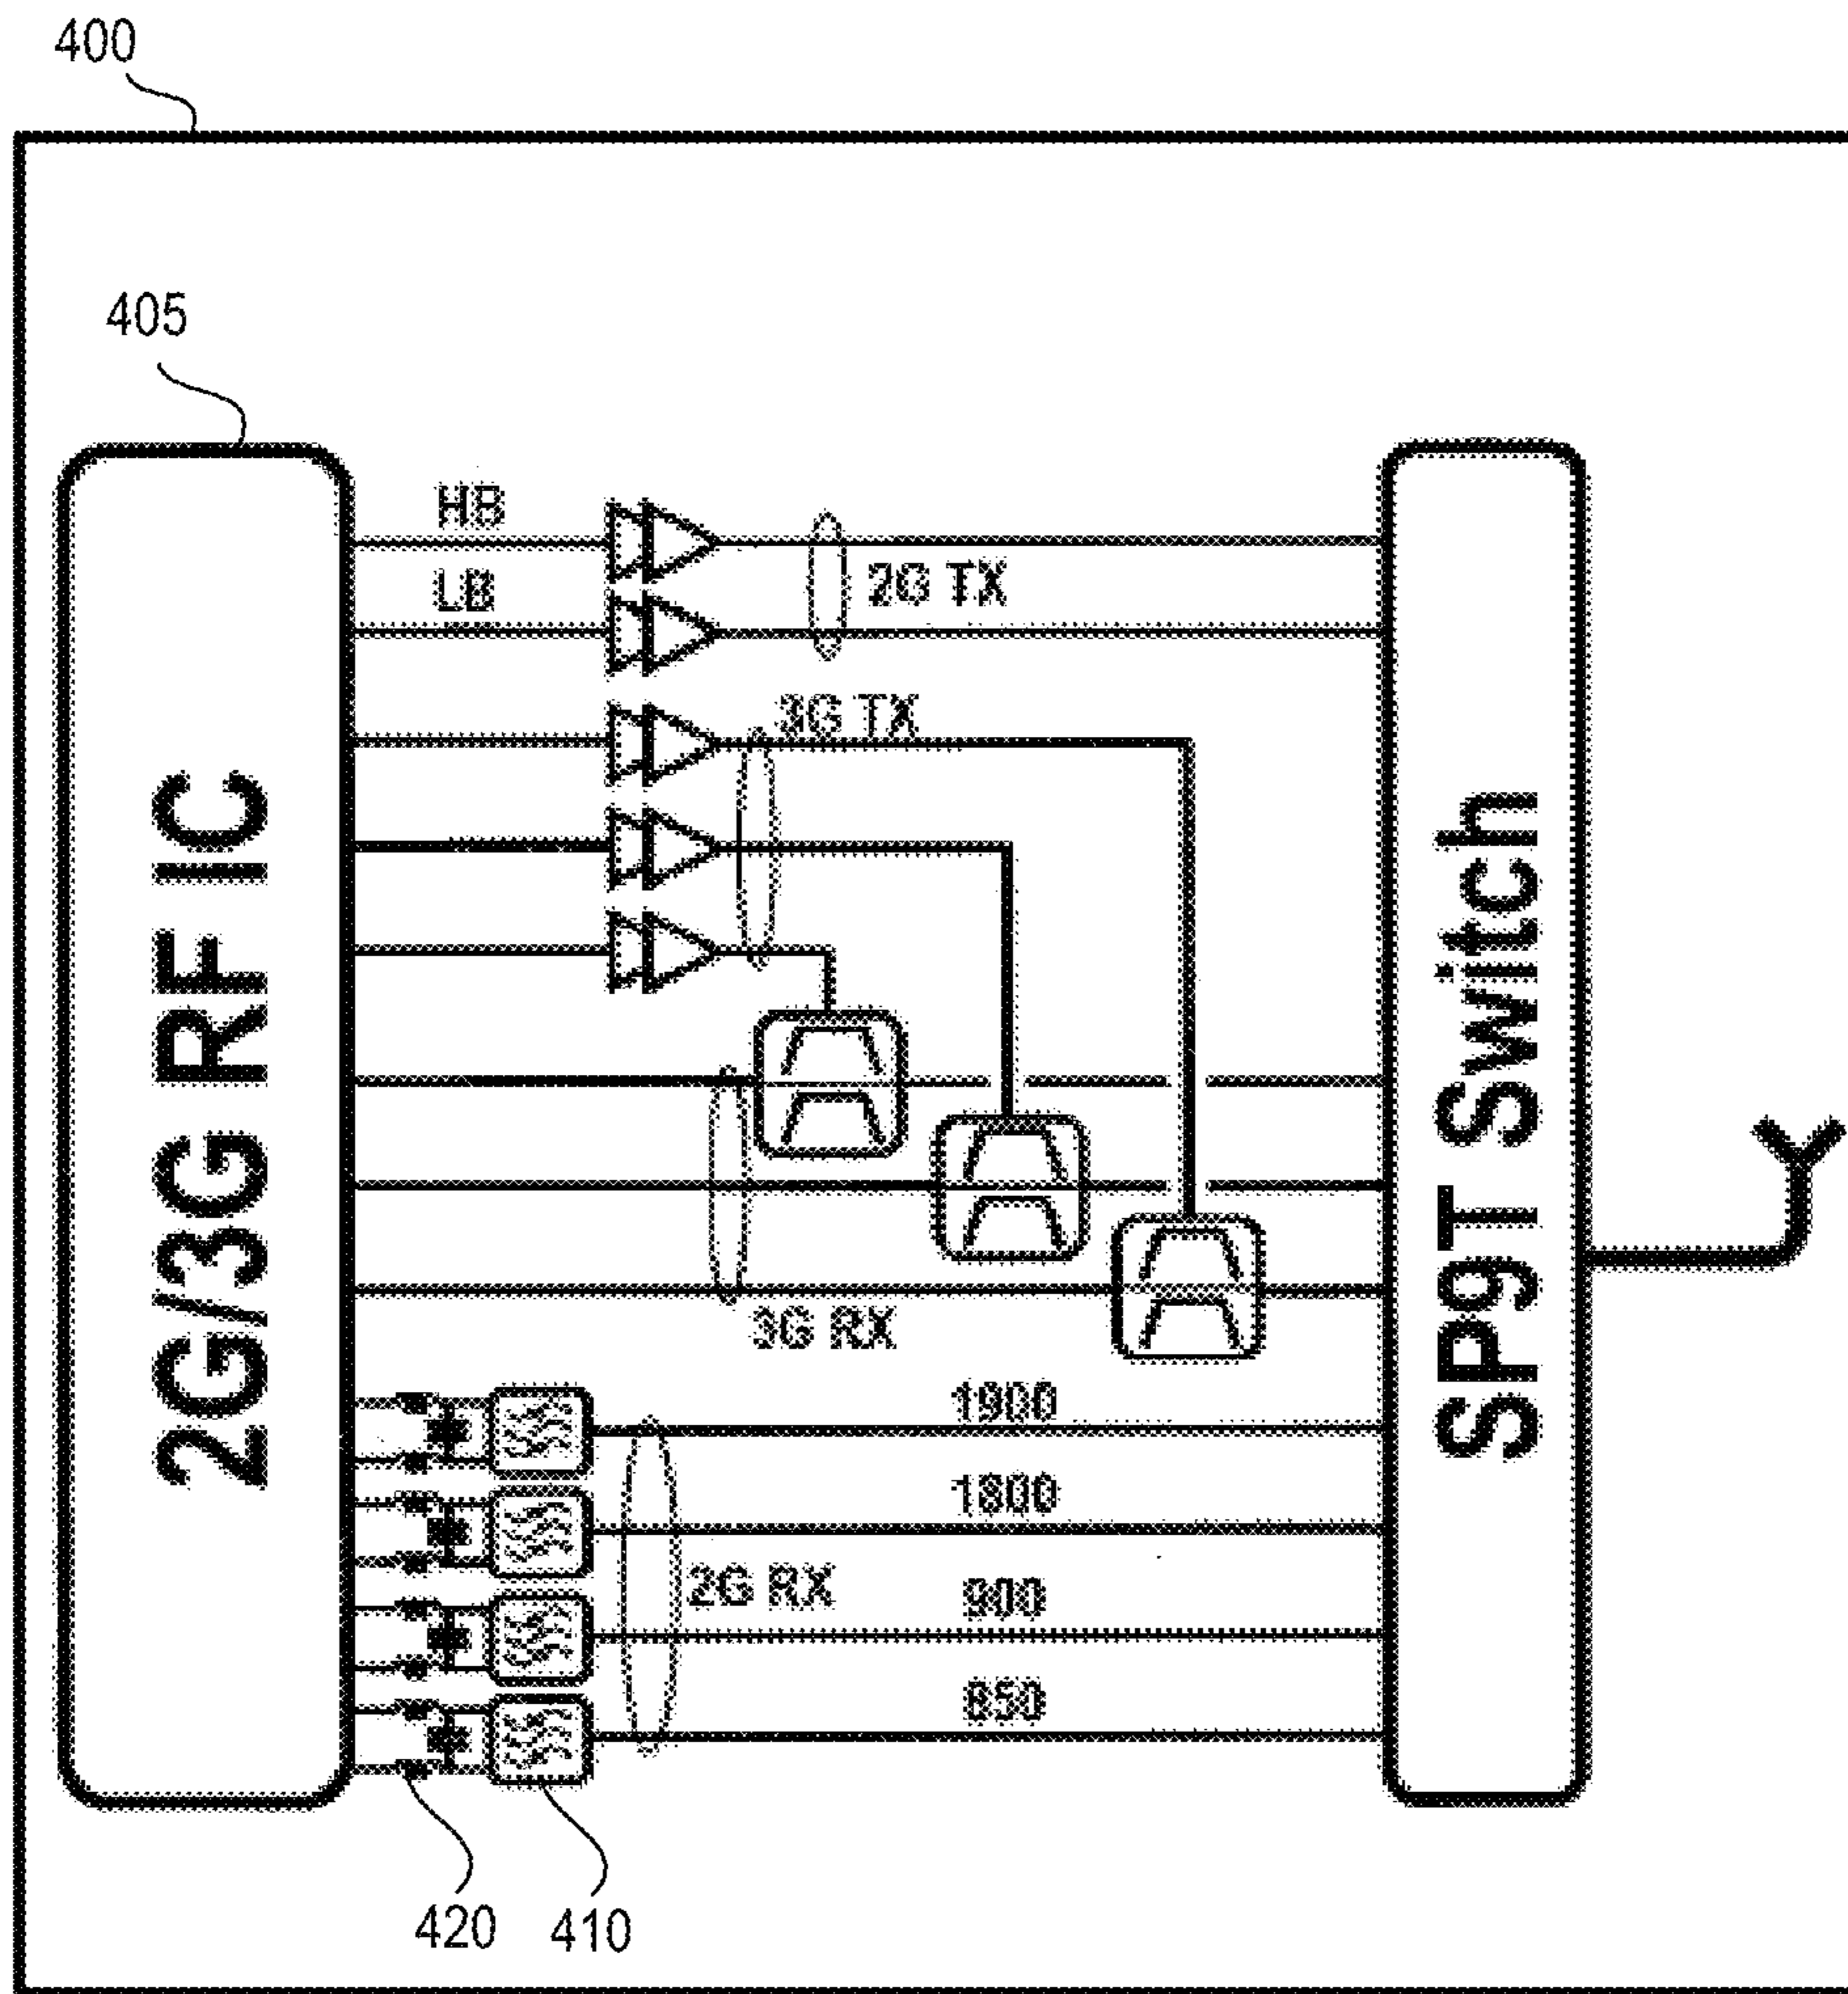 400
405
HB
LB
2G TX
3G TX
2G/3G RF IC
SP9T Switch
3G RX
1900
1800
2G RX
900
850
420
410